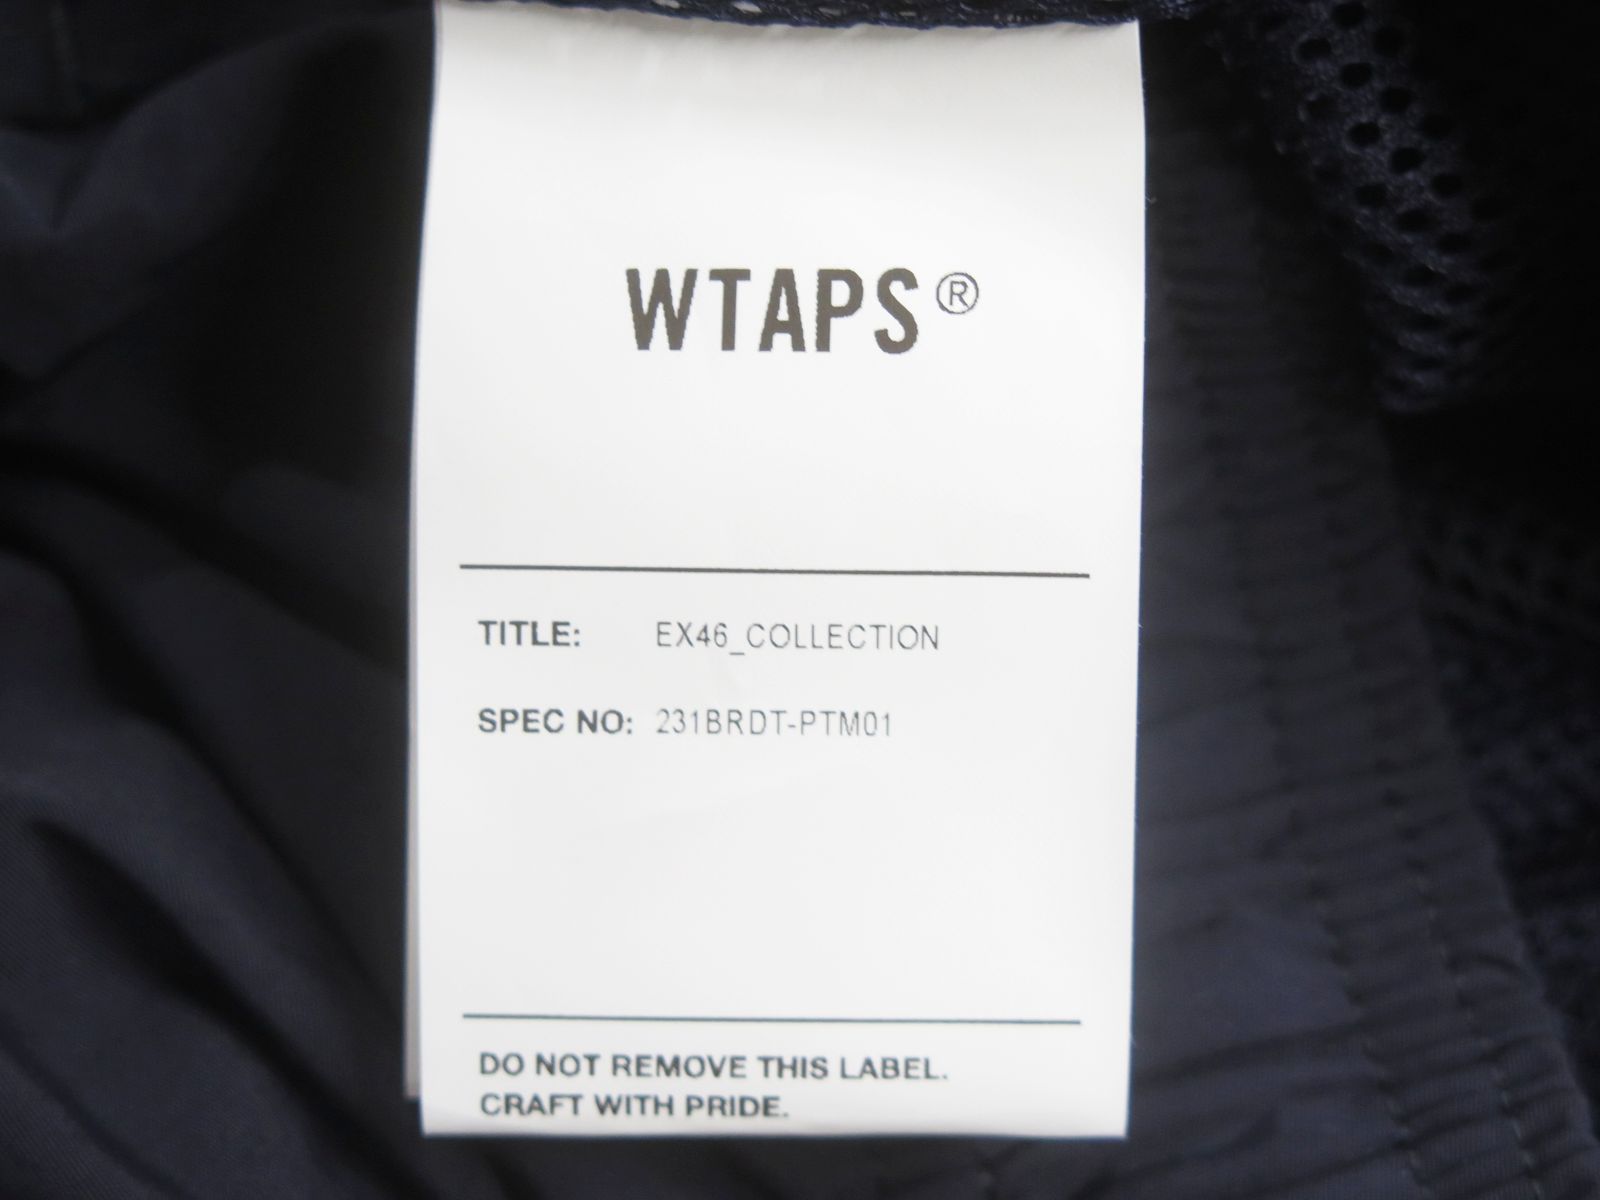 WTAPS®
TITLE: EX46_COLLECTION
SPEC NO: 231BRDT-PTM01
DO NOT REMOVE THIS LABEL.
CRAFT WITH PRIDE.